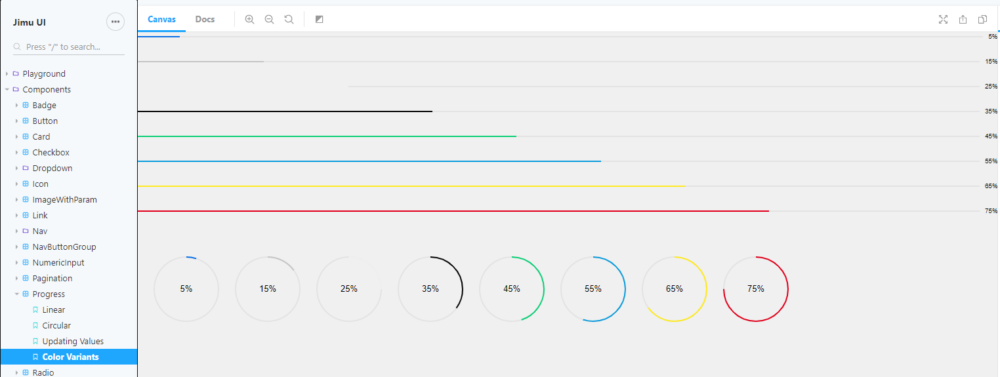 Jimu UI
Press "/" to search...
Playground
Components
Badge
Button
Card
Checkbox
Dropdown
Icon
ImageWithParam
Link
Nav
NavButtonGroup
NumericInput
Pagination
Progress
Linear
Circular
Updating Values
Color Variants
Radio
Canvas Docs
5%
15%
25%
35%
45%
55%
65%
75%
5% 15% 25% 35% 45% 55% 65% 75%